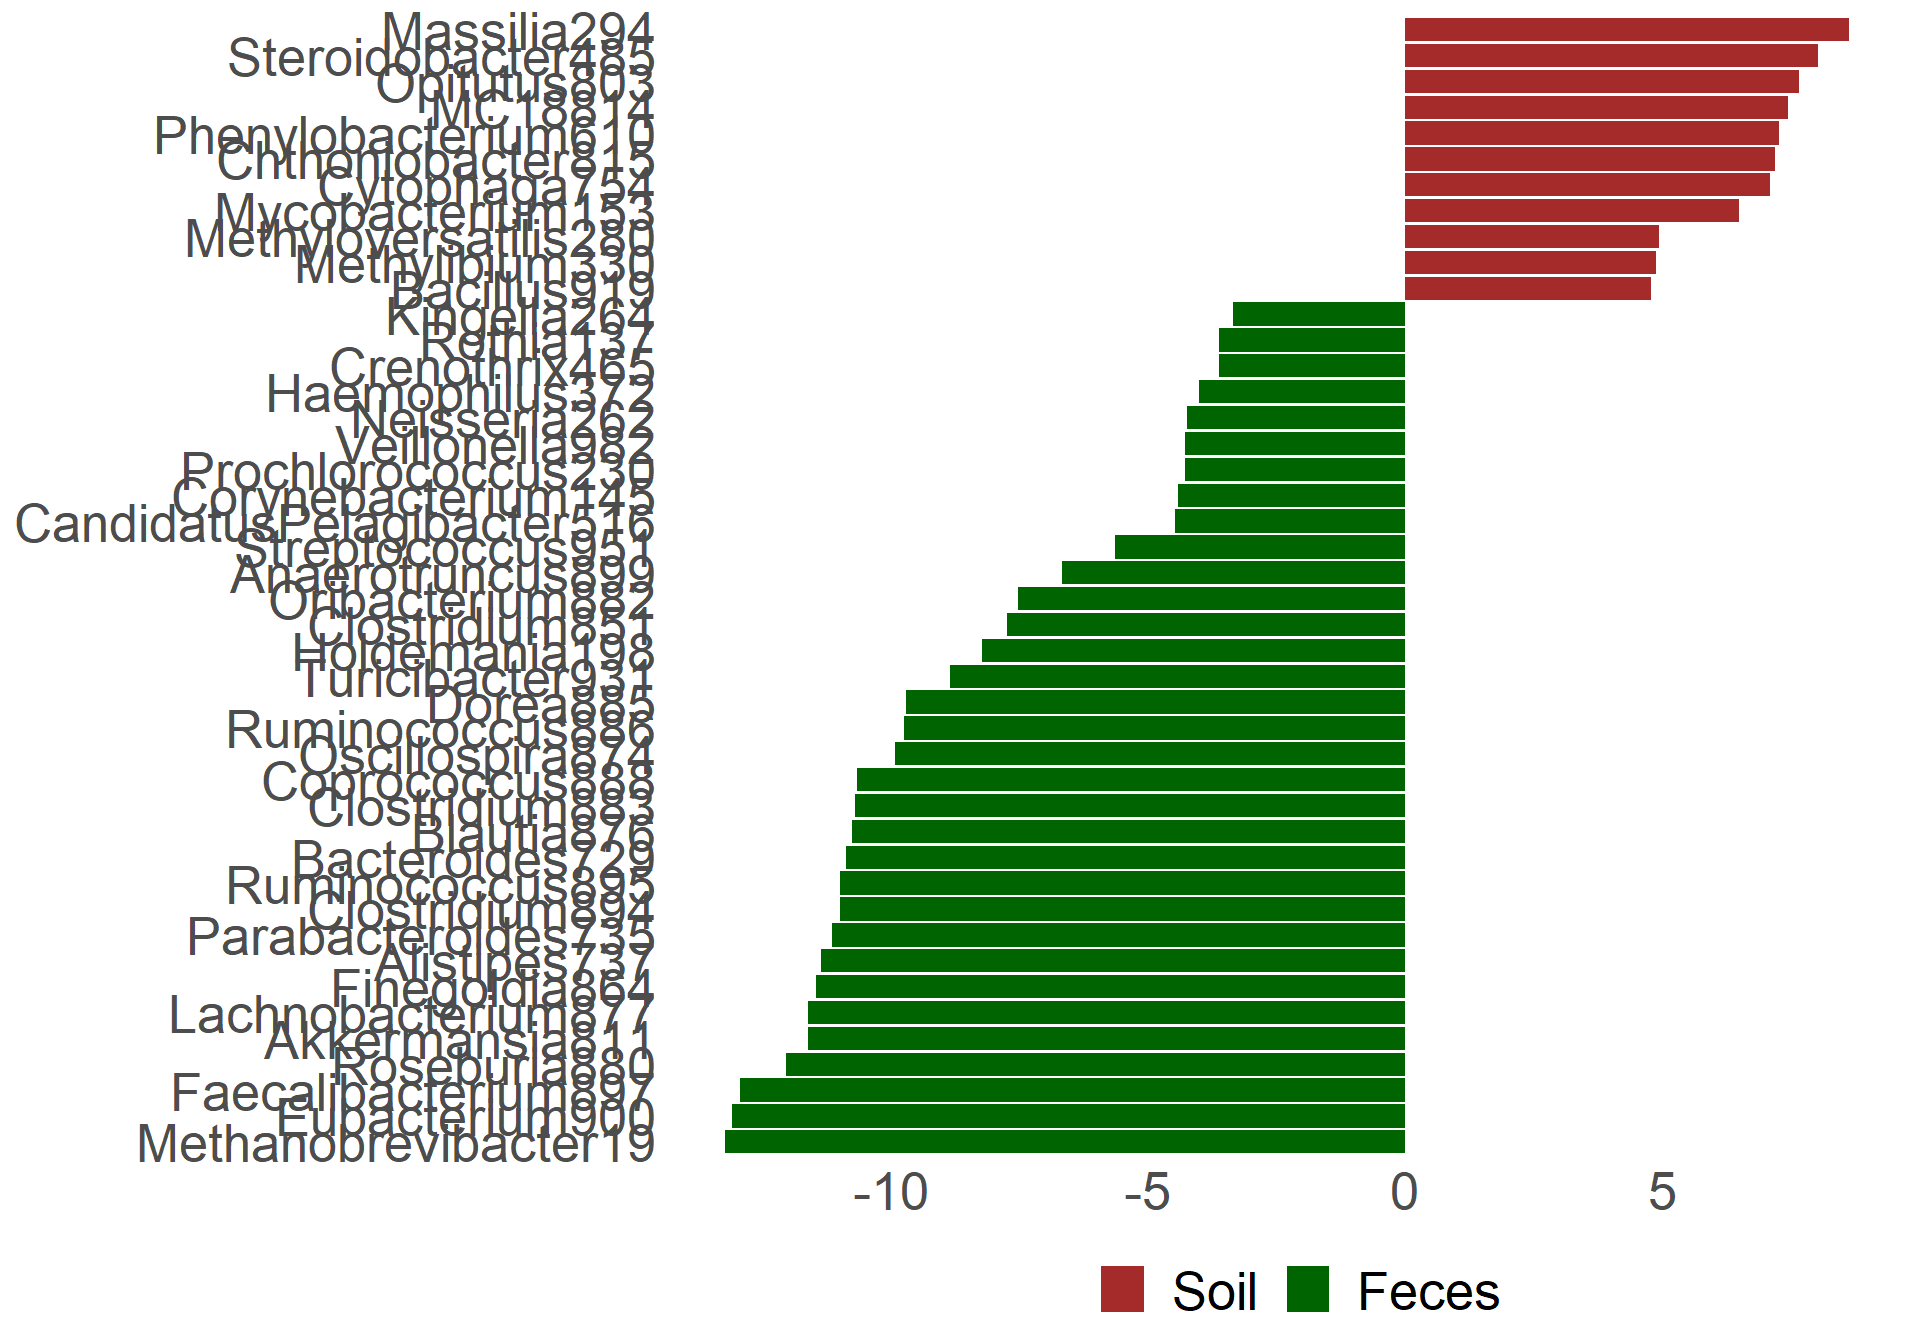 Massilia294
Steroidobacter485
Opitutus803
MC18814
Phenylobacterium610
Chthoniobacter815
Cytophaga754
Mycobacterium153
Methyloversatilis280
Methylibium330
Bacillus919
Kingella264
Rothia137
Crenothrix465
Haemophilus372
Neisseria262
Veillonella982
Prochlorococcus230
Corynebacterium145
CandidatusPelagibacter516
Streptococcus951
Anaerotruncus899
Oribacterium882
Clostridium851
Holdemania198
Turicibacter931
Dorea885
Ruminococcus886
Oscillospira874
Coprococcus888
Clostridium883
Blautia876
Bacteroides729
Ruminococcus895
Clostridium894
Parabacteroides735
Alistipes737
Finegoldia864
Lachnobacterium877
Akkermansia811
Roseburia880
Faecalibacterium897
Eubacterium900
Methanobrevibacter19
-10 -5 0 5
Soil Feces